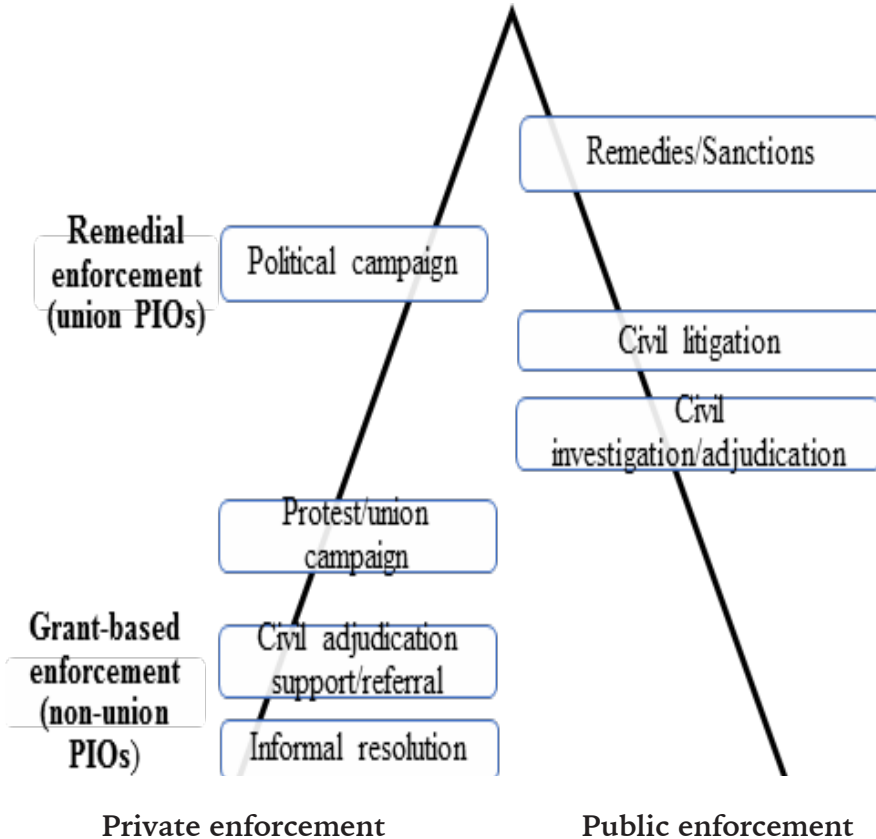 Remedies/Sanctions
Remedial
enforcement
(union PIOs)
Political campaign
Civil litigation
Civil
investigation/adjudication
Protest/union
campaign
Grant-based
enforcement
(non-union
PIOs)
Civil adjudication
support/referral
Informal resolution
Private enforcement
Public enforcement